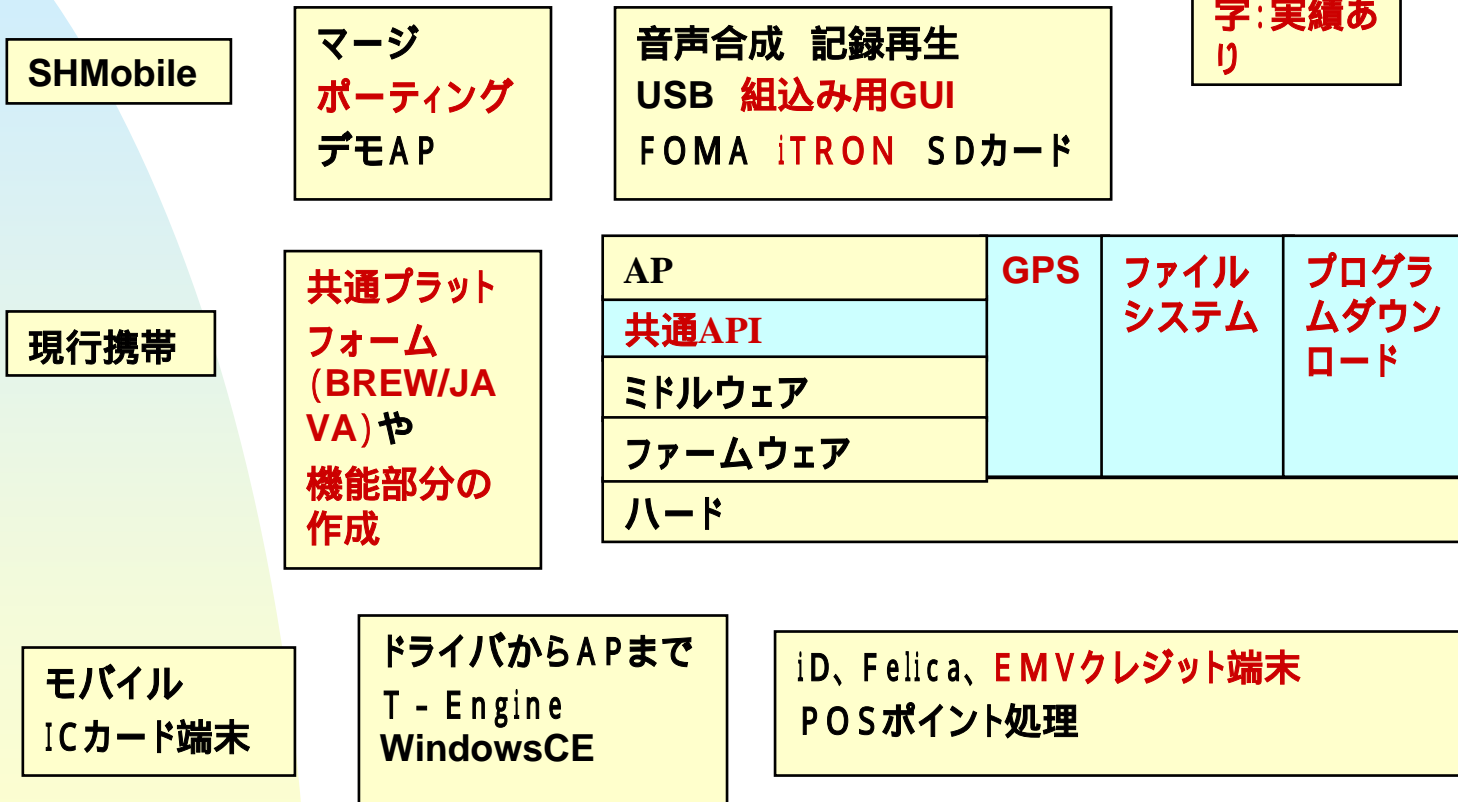 字:実績あ
り
SHMobile
マージ
ポーティング
デモAP
音声合成 記録再生
USB 組込み用GUI
FOMA iTRON SDカード
現行携帯
共通プラット
フォーム
(BREW/JA
VA)や
機能部分の
作成
AP
共通API
ミドルウェア
ファームウェア
ハード
GPS
ファイル
システム
プログラ
ムダウン
ロード
モバイル
ICカード端末
ドライバからAPまで
T-Engine
WindowsCE
iD、Felica、EMVクレジット端末
POSポイント処理